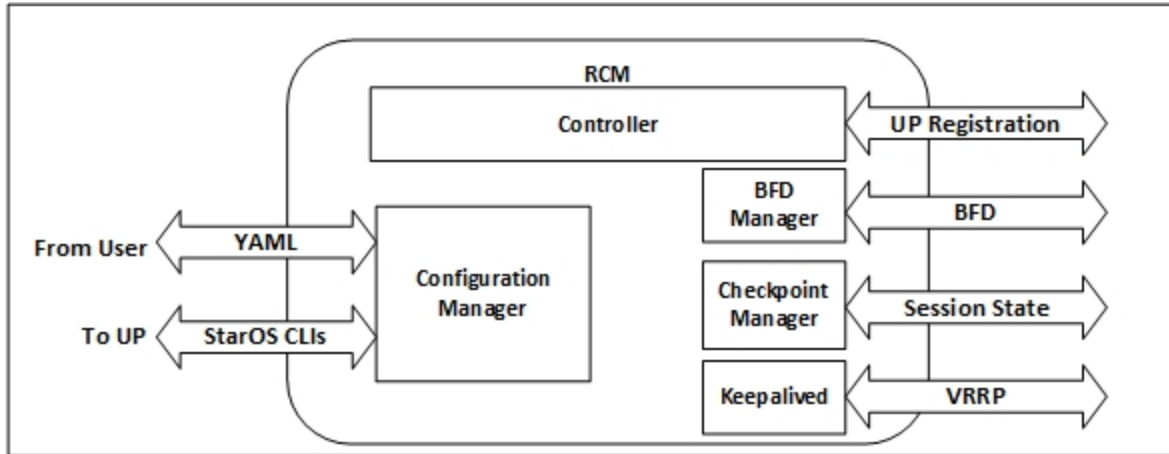 RCM
Controller
UP Registration
BFD
Manager
BFD
From User
YAML
Configuration
Manager
Checkpoint
Manager
Session State
To UP
StarOS CLIs
Keepalived
VRRP